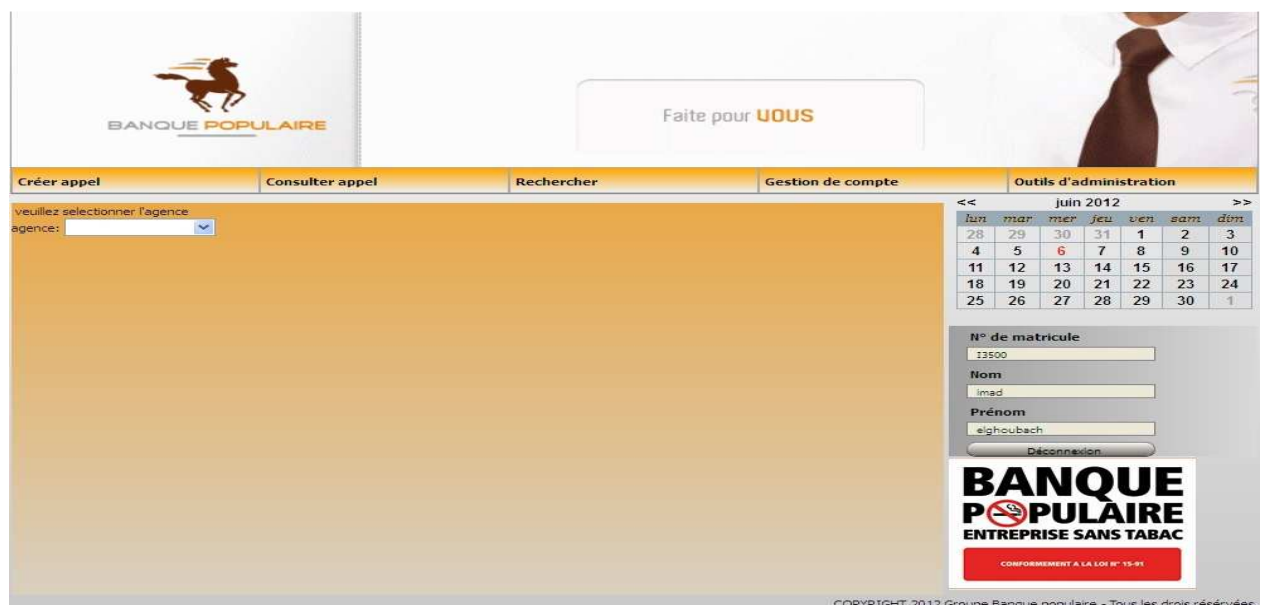 BANQUE POPULAIRE
Faite pour VOUS
Créer appel Consulter appel Rechercher Gestion de compte Outils d'administration
veuillez selectionner l'agence
agence:
<< juin 2012 >>
lun mar mer jeu ven sam dim
28 29 30 31 1 2 3
4 5 6 7 8 9 10
11 12 13 14 15 16 17
18 19 20 21 22 23 24
25 26 27 28 29 30 1
N° de matricule
I3500
Nom
imad
Prénom
elghoubach
Déconnexion
BANQUE
POPULAIRE
ENTREPRISE SANS TABAC
CONFORMEMENT A LA LOI N° 15-91
COPYRIGHT 2012 Groupe Banque populaire - Tous les drois résérvées